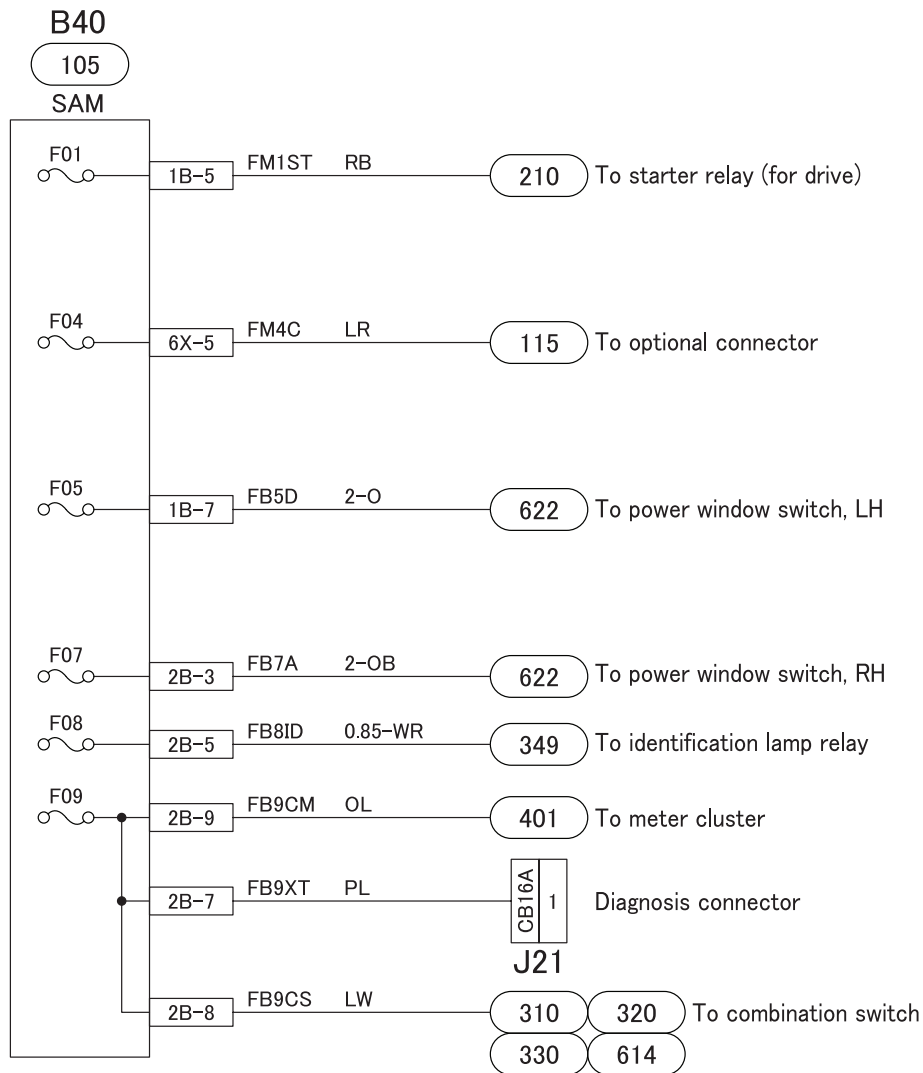 B40
105
SAM
F01
1B-5 FM1ST RB 210 To starter relay (for drive)
F04
6X-5 FM4C LR 115 To optional connector
F05
1B-7 FB5D 2-O 622 To power window switch, LH
F07
2B-3 FB7A 2-OB 622 To power window switch, RH
F08
2B-5 FB8ID 0.85-WR 349 To identification lamp relay
F09
2B-9 FB9CM OL 401 To meter cluster
2B-7 FB9XT PL CB16A 1 Diagnosis connector
J21
2B-8 FB9CS LW 310 320 To combination switch
330 614